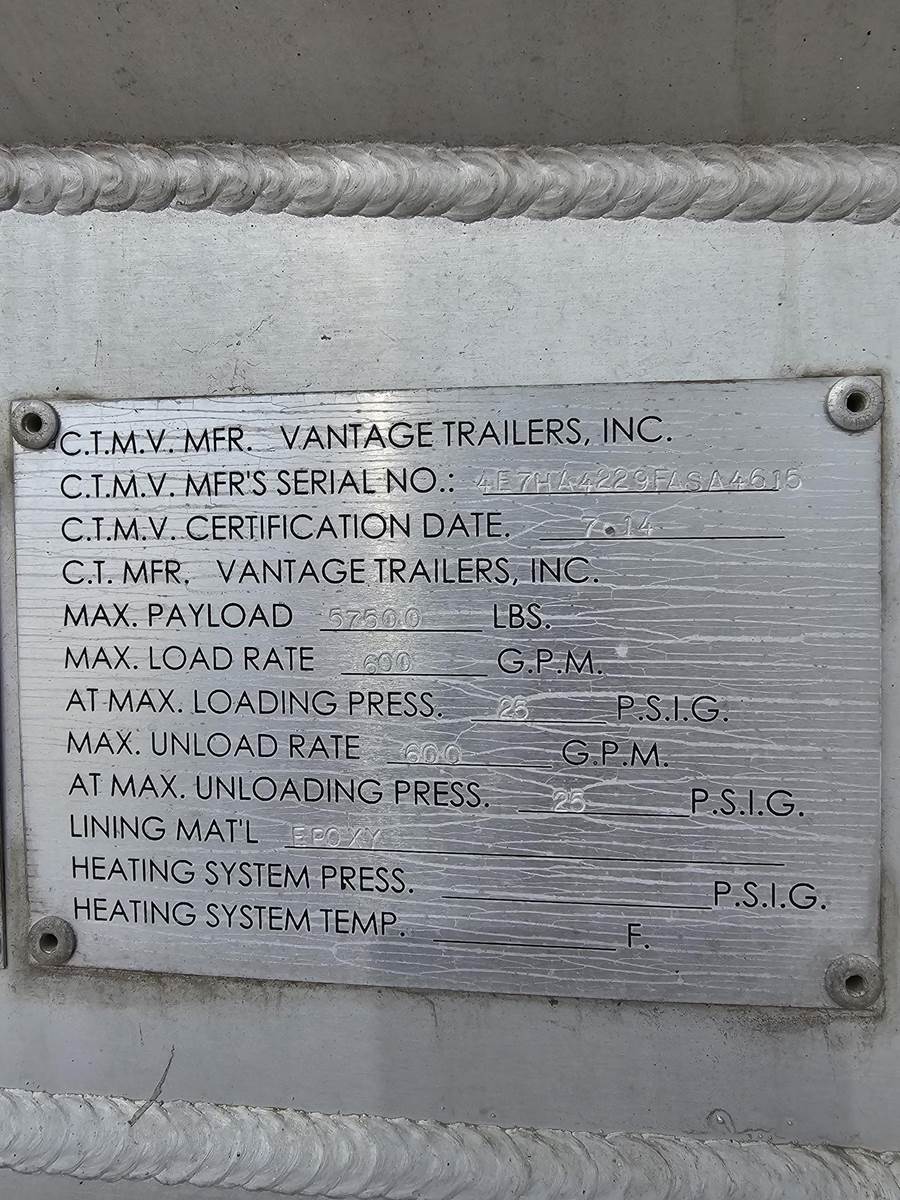 C.T.M.V. MFR. VANTAGE TRAILERS, INC.
C.T.M.V. MFR'S SERIAL NO.: 4E7HA4229FASA4615
C.T.M.V. CERTIFICATION DATE. 7•14
C.T. MFR. VANTAGE TRAILERS, INC.
MAX. PAYLOAD 57500 LBS.
MAX. LOAD RATE 600 G.P.M.
AT MAX. LOADING PRESS. 25 P.S.I.G.
MAX. UNLOAD RATE 600 G.P.M.
AT MAX. UNLOADING PRESS. 25 P.S.I.G.
LINING MAT'L EPOXY
HEATING SYSTEM PRESS. P.S.I.G.
HEATING SYSTEM TEMP. F.